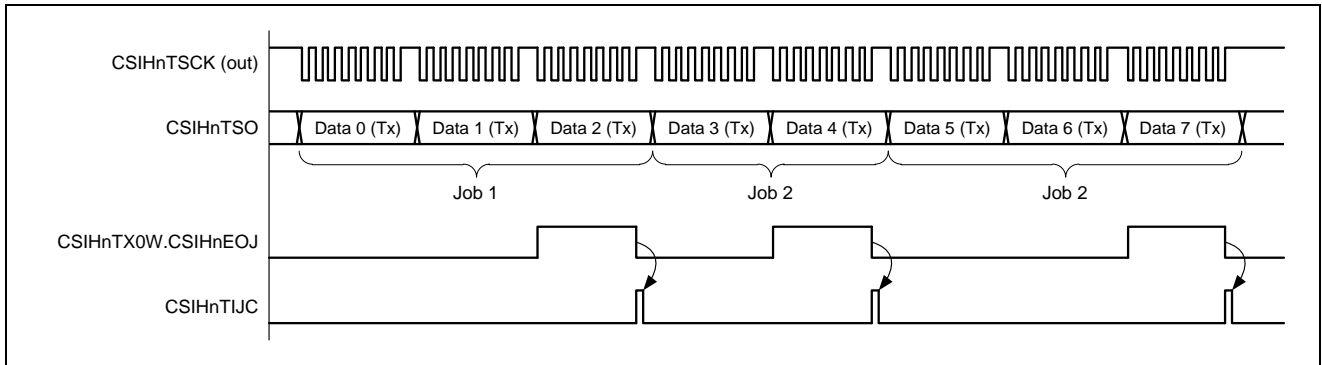 CSIHnTSCK (out)
CSIHnTSO
Data 0 (Tx) Data 1 (Tx) Data 2 (Tx) Data 3 (Tx) Data 4 (Tx) Data 5 (Tx) Data 6 (Tx) Data 7 (Tx)
Job 1 Job 2 Job 2
CSIHnTX0W.CSIHnEOJ
CSIHnTIJC